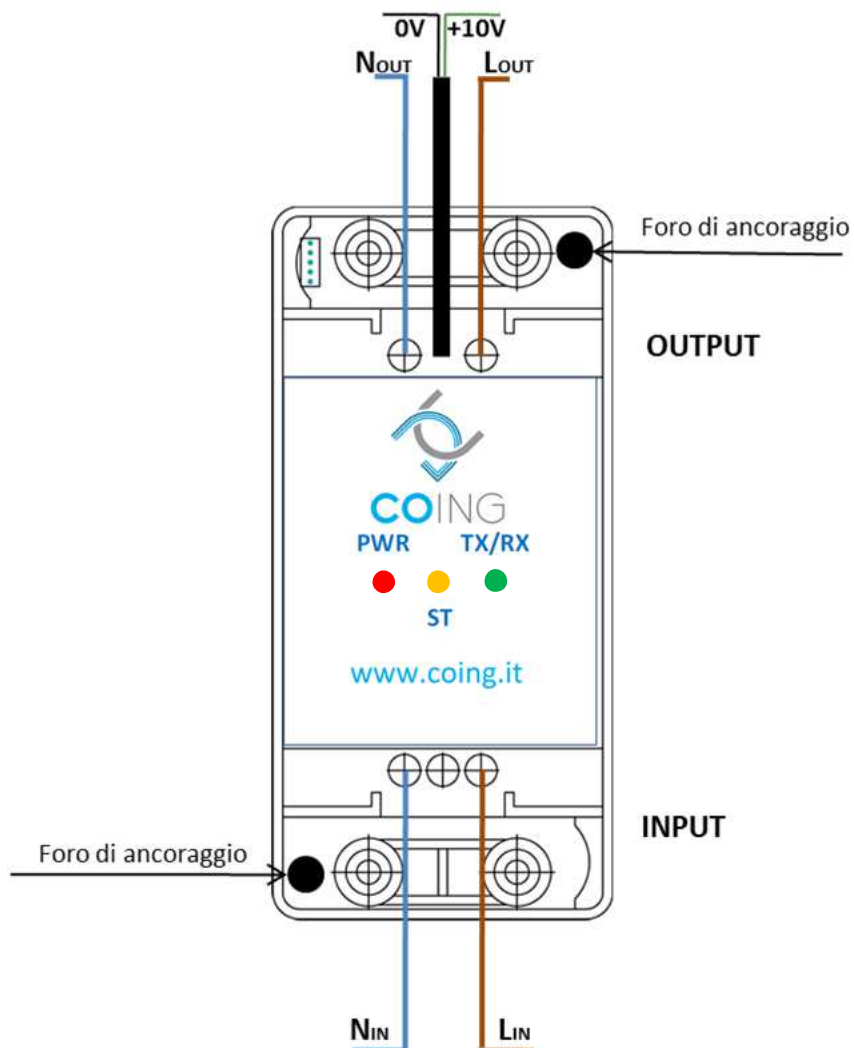 0V +10V
NOUT LOUT
Foro di ancoraggio
OUTPUT
COING
PWR TX/RX
ST
www.coing.it
INPUT
Foro di ancoraggio
NIN LIN